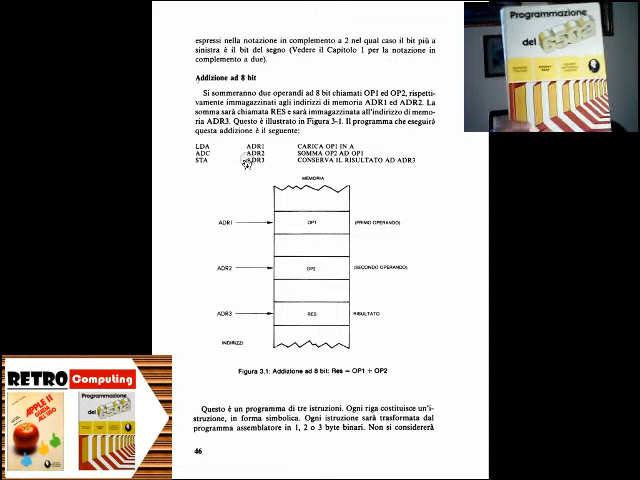 espressi nella notazione in complemento a 2 nel qual caso il bit più a
sinistra è il bit del segno (Vedere il Capitolo 1 per la notazione in
complemento a due).
Addizione ad 8 bit
Si sommeranno due operandi ad 8 bit chiamati OP1 ed OP2, rispetti-
vamente immagazzinati agli indirizzi di memoria ADR1 ed ADR2. La
somma sarà chiamata RES e sarà immagazzinata all'indirizzo di memo-
ria ADR3. Questo è illustrato in Figura 3-1. Il programma che eseguirà
questa addizione è il seguente:
LDA ADR1 CARICA OP1 IN A
ADC ADR2 SOMMA OP2 AD OP1
STA ADR3 CONSERVA IL RISULTATO AD ADR3
MEMORIA
ADR1 OP1 (PRIMO OPERANDO)
ADR2 OP2 (SECONDO OPERANDO)
ADR3 RES RISULTATO
INDIRIZZI
Figura 3.1: Addizione ad 8 bit: Res = OP1 + OP2
Questo è un programma di tre istruzioni. Ogni riga costituisce un'i-
struzione, in forma simbolica. Ogni istruzione sarà trasformata dal
programma assemblatore in 1, 2 o 3 byte binari. Non si considererà
46
Programmazione
del 6502
RETRO Computing
APPLE II
GUIDA
ALL'USO
Programmazione
del 6502